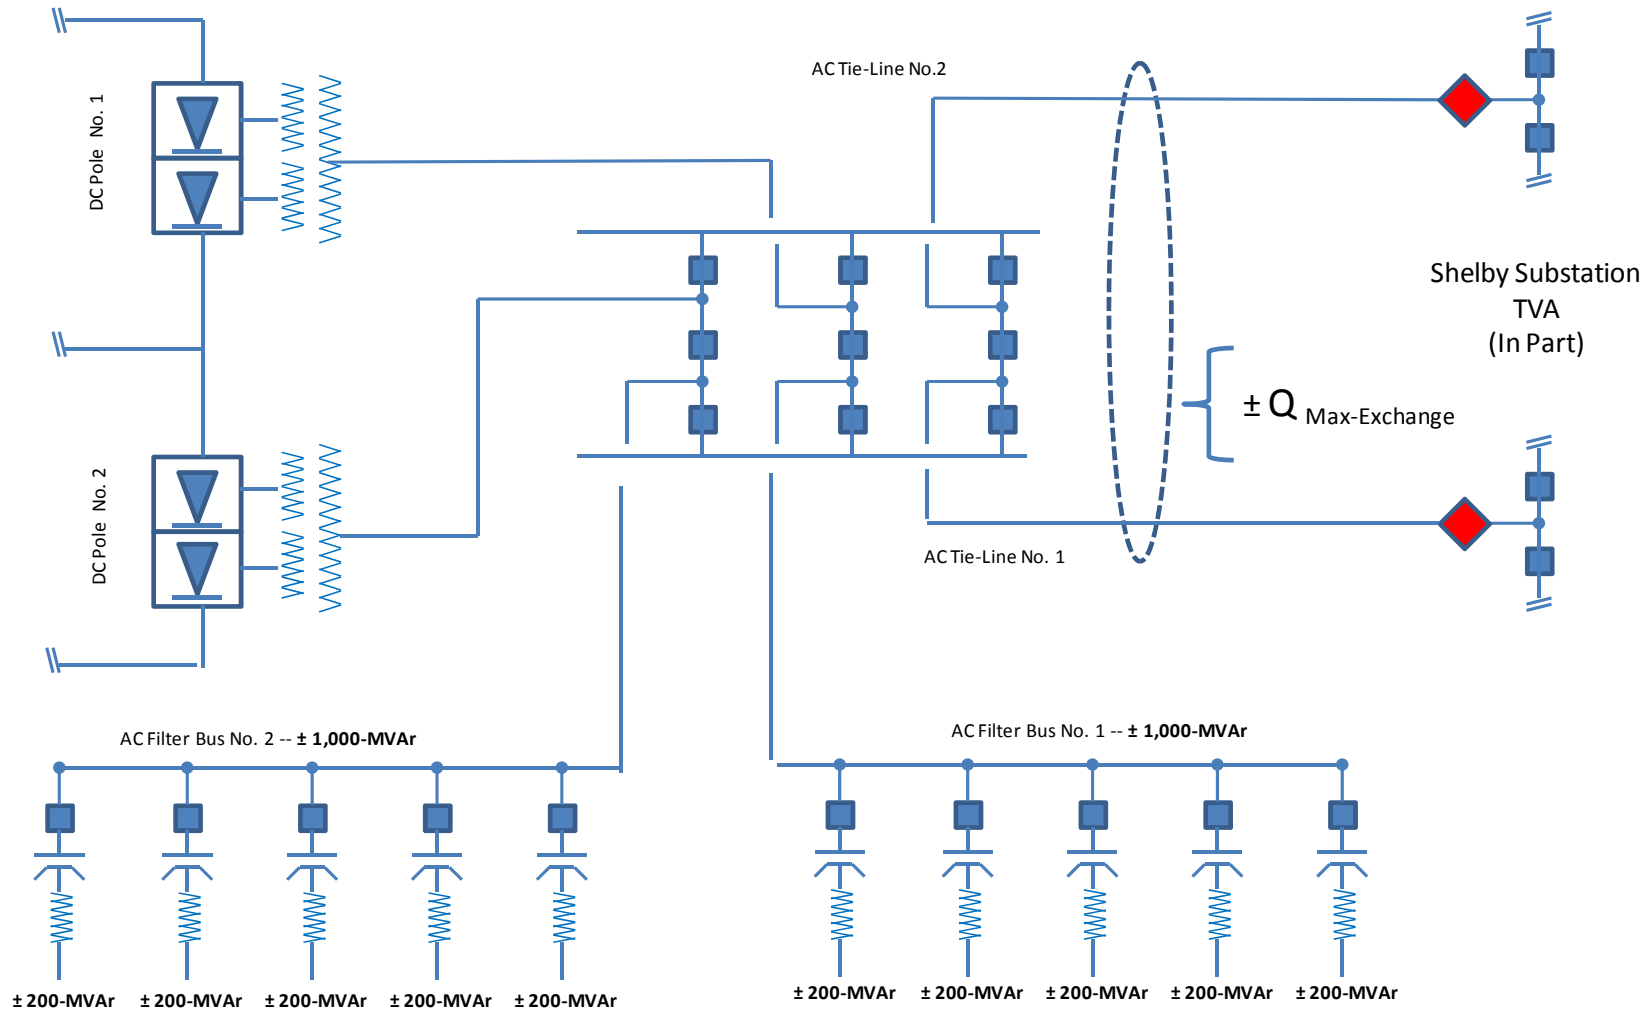 AC Tie-Line No.2
DC Pole No. 1
Shelby Substation
TVA
(In Part)
± Q Max-Exchange
DC Pole No. 2
AC Tie-Line No. 1
AC Filter Bus No. 2 -- ± 1,000-MVAr
AC Filter Bus No. 1 -- ± 1,000-MVAr
± 200-MVAr ± 200-MVAr ± 200-MVAr ± 200-MVAr ± 200-MVAr
± 200-MVAr ± 200-MVAr ± 200-MVAr ± 200-MVAr ± 200-MVAr